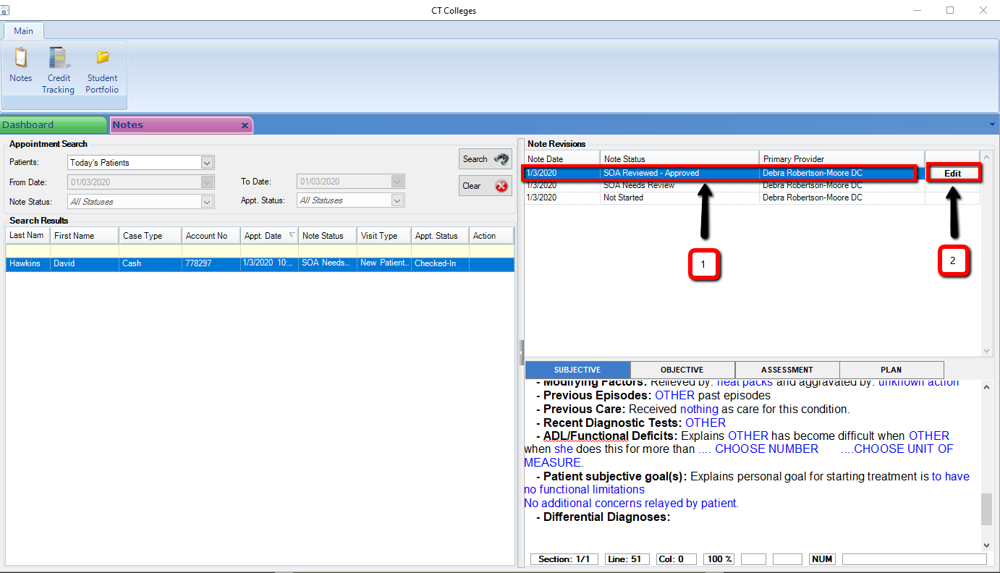 CT Colleges
Main
Notes
Credit Tracking
Student Portfolio
Dashboard
Notes x
Appointment Search
Patients: Today's Patients
Search
From Date: 01/03/2020 To Date: 01/03/2020
Clear
Note Status: All Statuses Appt. Status: All Statuses
Search Results
Last Nam First Name Case Type Account No Appt. Date Note Status Visit Type Appt. Status Action
Hawkins David Cash 778297 1/3/2020 10:... SOA Needs... New Patient... Checked-In
Note Revisions
Note Date Note Status Primary Provider
1/3/2020 SOA Reviewed - Approved Debra Robertson-Moore DC Edit
1/3/2020 SOA Needs Review Debra Robertson-Moore DC
1/3/2020 Not Started Debra Robertson-Moore DC
1
2
SUBJECTIVE OBJECTIVE ASSESSMENT PLAN
- Modifying Factors: Relieved by: heat packs and aggravated by: unknown action
- Previous Episodes: OTHER past episodes
- Previous Care: Received nothing as care for this condition.
- Recent Diagnostic Tests: OTHER
- ADL/Functional Deficits: Explains OTHER has become difficult when OTHER
when she does this for more than .... CHOOSE NUMBER ....CHOOSE UNIT OF
MEASURE.
- Patient subjective goal(s): Explains personal goal for starting treatment is to have
no functional limitations
No additional concerns relayed by patient.
- Differential Diagnoses:
Section: 1/1 Line: 51 Col: 0 100 % NUM